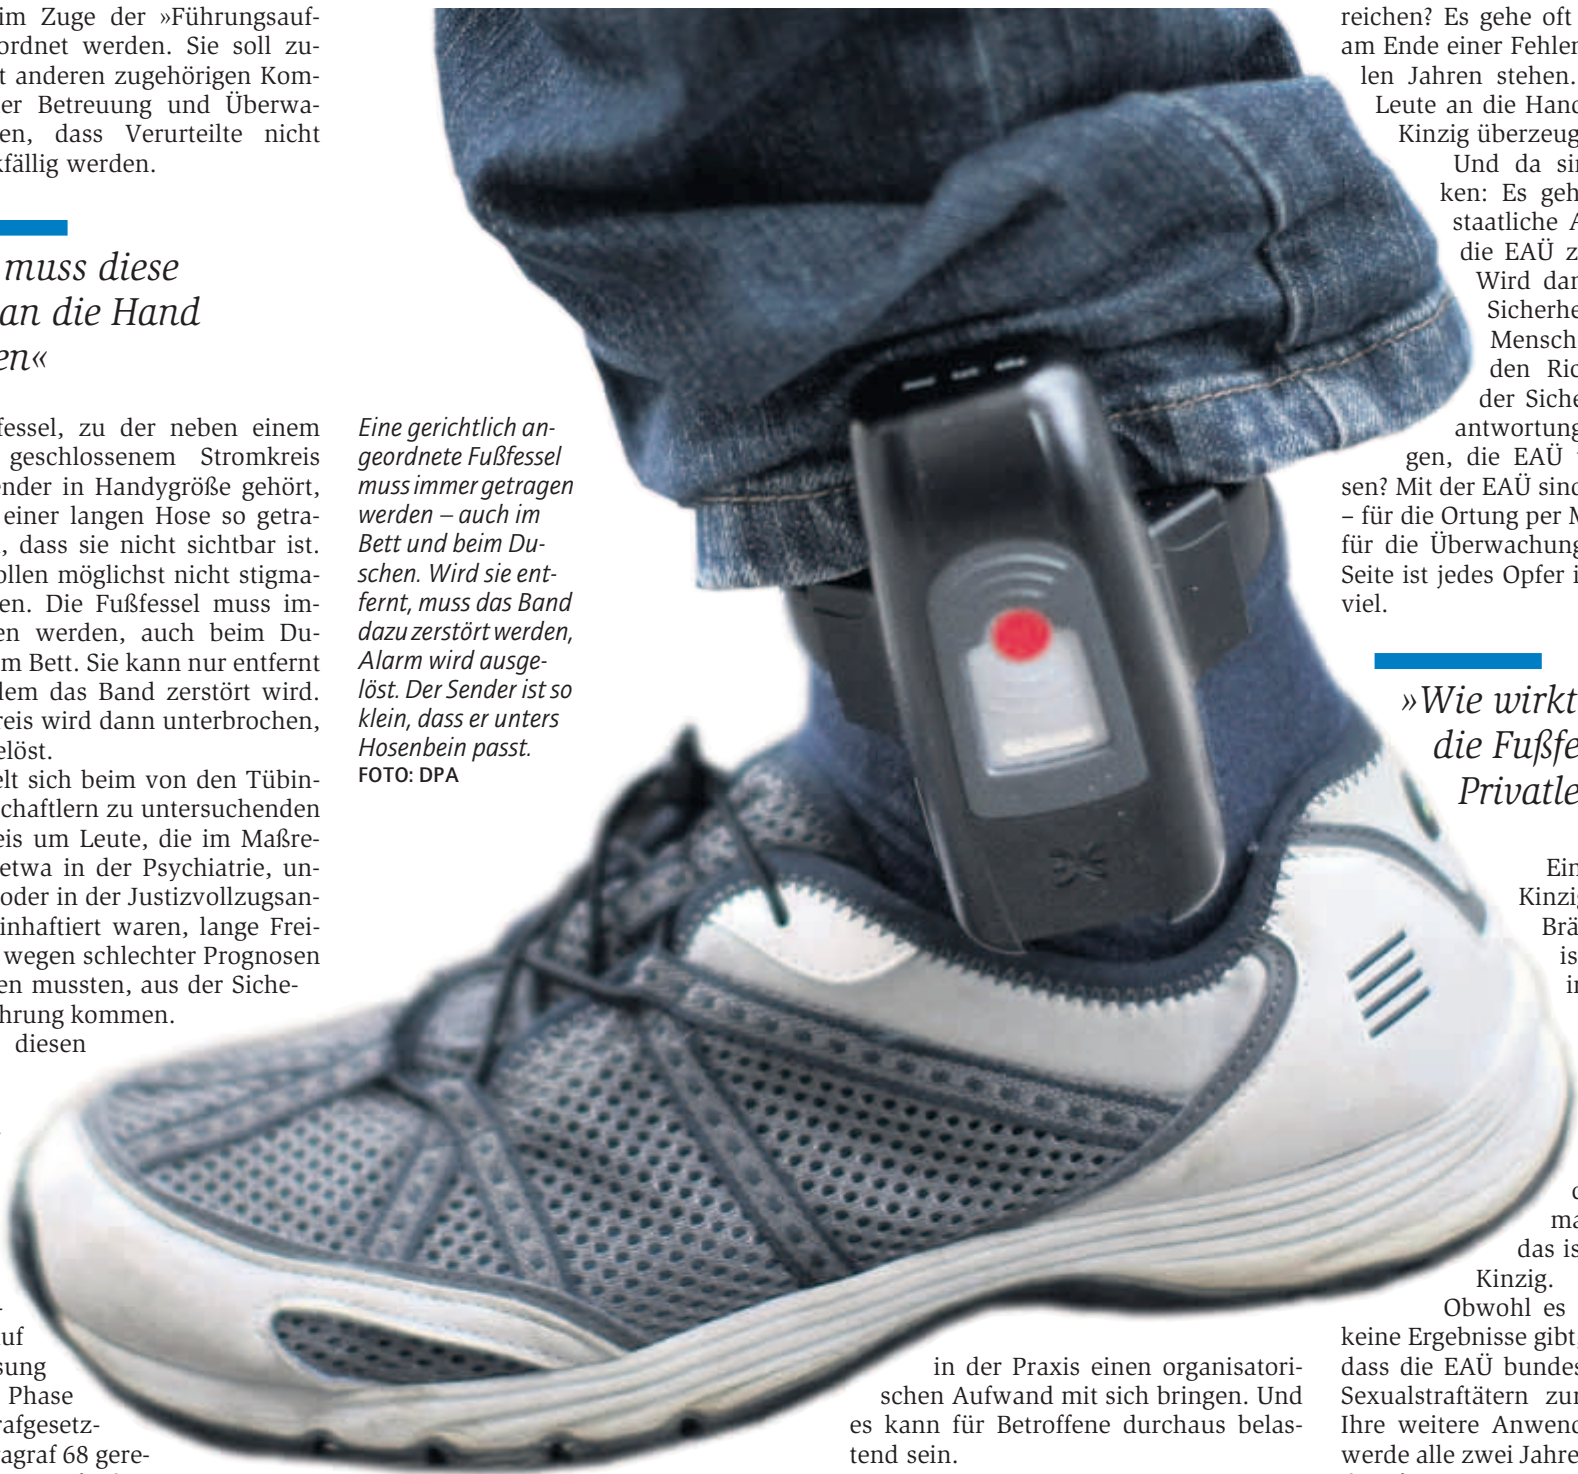 im Zuge der »Führungsauf-
ordnet werden. Sie soll zu-
t anderen zugehörigen Kom-
er Betreuung und Überwa-
en, dass Verurteilte nicht
kfällig werden.
muss diese
an die Hand
en«
fessel, zu der neben einem
geschlossenem Stromkreis
ender in Handygröße gehört,
einer langen Hose so getra-
, dass sie nicht sichtbar ist.
ollen möglichst nicht stigma-
en. Die Fußfessel muss im-
en werden, auch beim Du-
m Bett. Sie kann nur entfernt
dem das Band zerstört wird.
reis wird dann unterbrochen,
elöst.
elt sich beim von den Tübin-
schaftlern zu untersuchenden
eis um Leute, die im Maßre-
etwa in der Psychiatrie, un-
oder in der Justizvollzugsan-
inhaftiert waren, lange Frei-
wegen schlechter Prognosen
en mussten, aus der Siche-
hrung kommen.
diesen
-
uf
sung
Phase
rafgesetz-
agraf 68 gere-
Eine gerichtlich an-
geordnete Fußfessel
muss immer getragen
werden – auch im
Bett und beim Du-
schen. Wird sie ent-
fernt, muss das Band
dazu zerstört werden,
Alarm wird ausge-
löst. Der Sender ist so
klein, dass er unters
Hosenbein passt.
FOTO: DPA
in der Praxis einen organisatori-
schen Aufwand mit sich bringen. Und
es kann für Betroffene durchaus belas-
tend sein.
reichen? Es gehe oft
am Ende einer Fehler
len Jahren stehen.
Leute an die Hand
Kinzig überzeug
Und da sin
ken: Es geh
staatliche A
die EAÜ z
Wird dan
Sicherhe
Mensch
den Ric
der Siche
antwortung
gen, die EAÜ
sen? Mit der EAÜ sind
– für die Ortung per M
für die Überwachung
Seite ist jedes Opfer i
viel.
»Wie wirkt
die Fußfe
Privatle
Ein
Kinzig
Brä
is
in
d
ma
das is
Kinzig.
Obwohl es
keine Ergebnisse gibt,
dass die EAÜ bundes
Sexualstraftätern zur
Ihre weitere Anwend
werde alle zwei Jahre